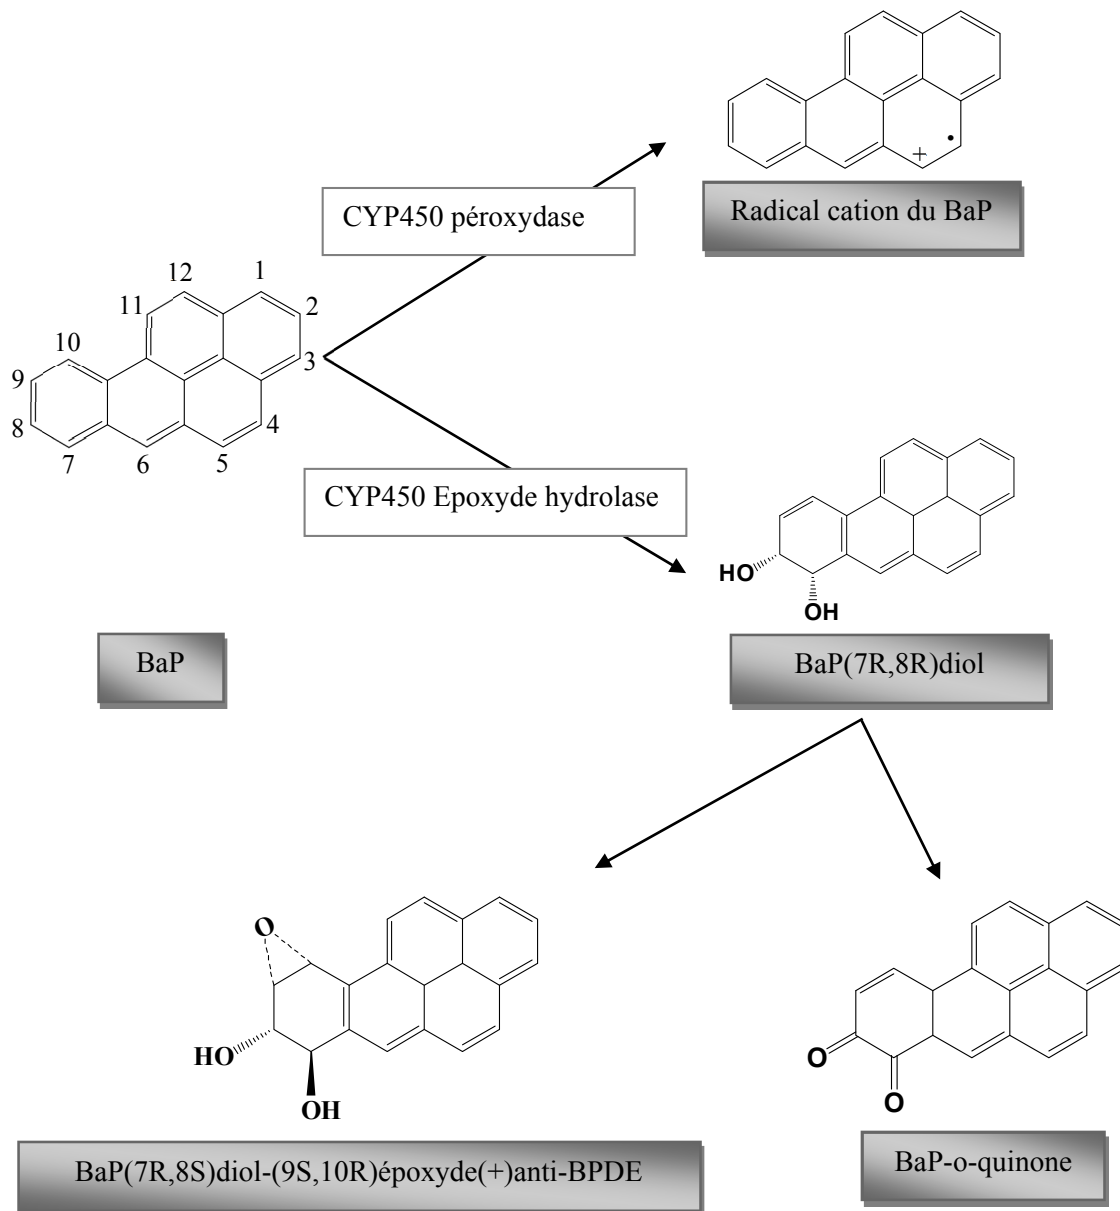 +
•
Radical cation du BaP
CYP450 péroxydase
12
1
11
2
10
3
9
4
8
7
6
5
CYP450 Epoxyde hydrolase
HO
OH
BaP
BaP(7R,8R)diol
O
HO
OH
O
O
BaP(7R,8S)diol-(9S,10R)époxyde(+)anti-BPDE
BaP-o-quinone